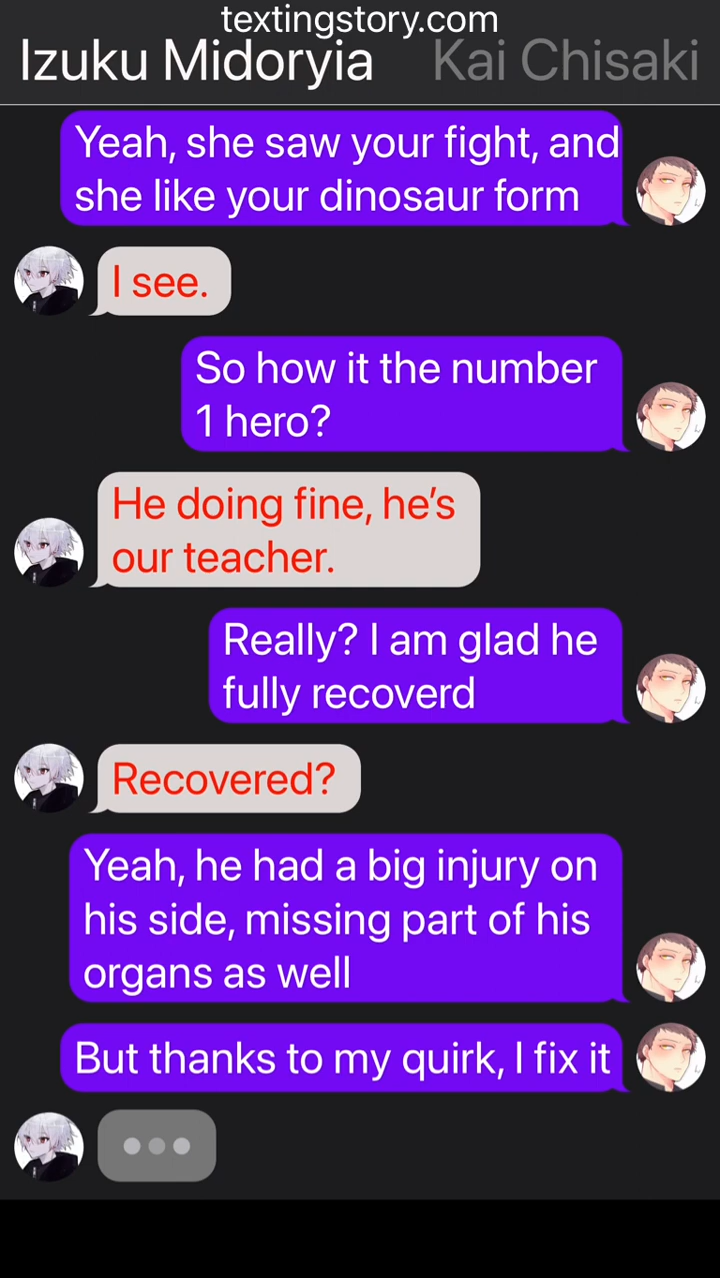 textingstory.com
Izuku Midoryia Kai Chisaki
Yeah, she saw your fight, and
she like your dinosaur form
I see.
So how it the number
1 hero?
He doing fine, he’s
our teacher.
Really? I am glad he
fully recoverd
Recovered?
Yeah, he had a big injury on
his side, missing part of his
organs as well
But thanks to my quirk, I fix it